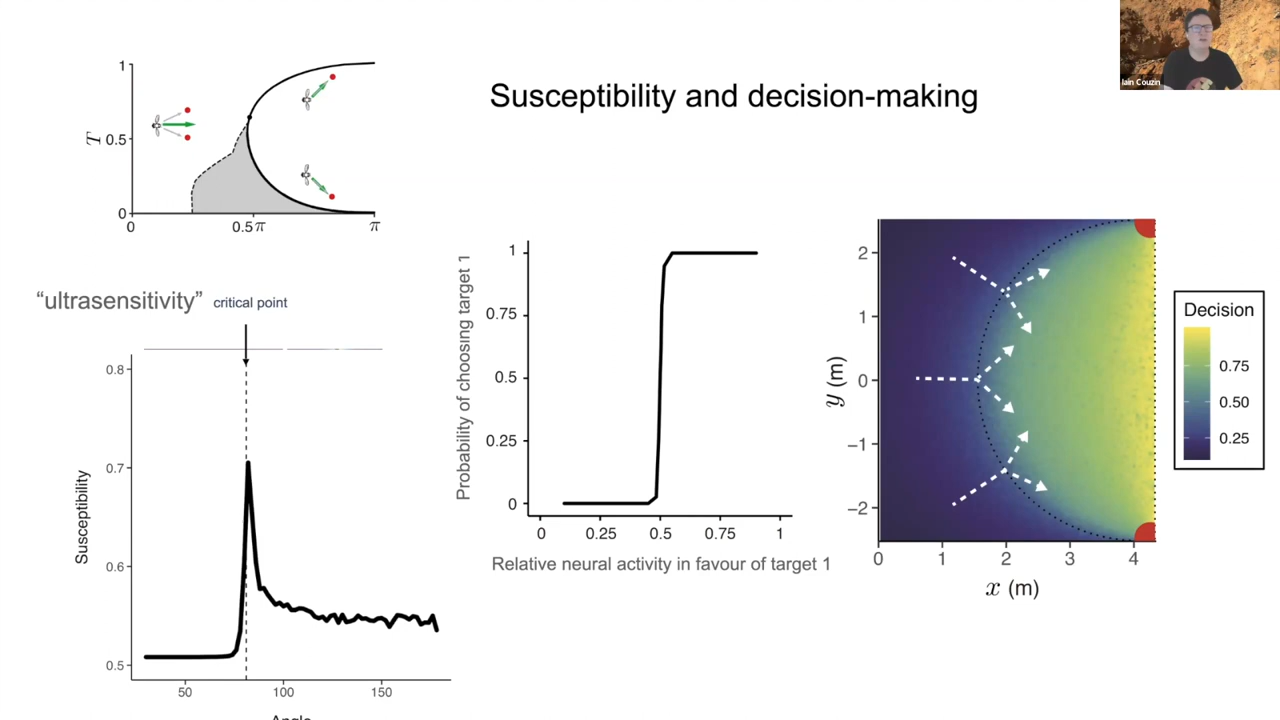 Iain Couzin
Susceptibility and decision-making
T
1
0.5
0
0
0.5π
π
“ultrasensitivity”
critical point
Susceptibility
0.8
0.7
0.6
0.5
50
100
150
Angle
Probability of choosing target 1
1
0.75
0.5
0.25
0
0
0.25
0.5
0.75
1
Relative neural activity in favour of target 1
y (m)
2
1
0
−1
−2
0
1
2
3
4
x (m)
Decision
0.75
0.50
0.25